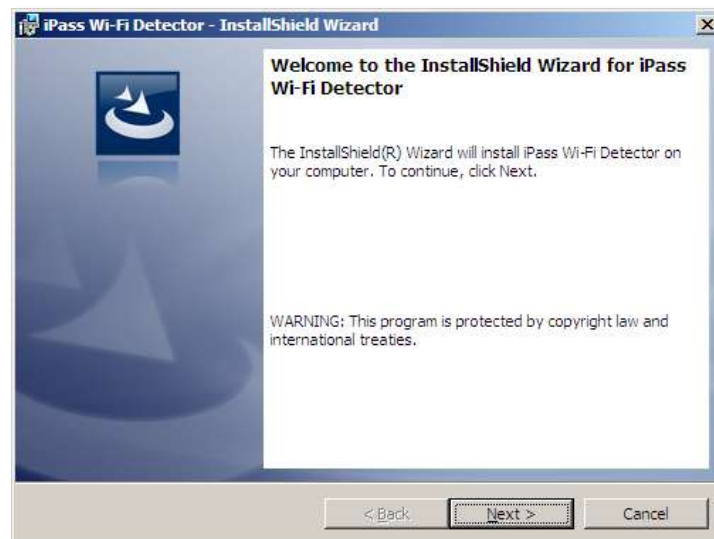 iPass Wi-Fi Detector - InstallShield Wizard
Welcome to the InstallShield Wizard for iPass
Wi-Fi Detector
The InstallShield(R) Wizard will install iPass Wi-Fi Detector on
your computer. To continue, click Next.
WARNING: This program is protected by copyright law and
international treaties.
< Back
Next >
Cancel